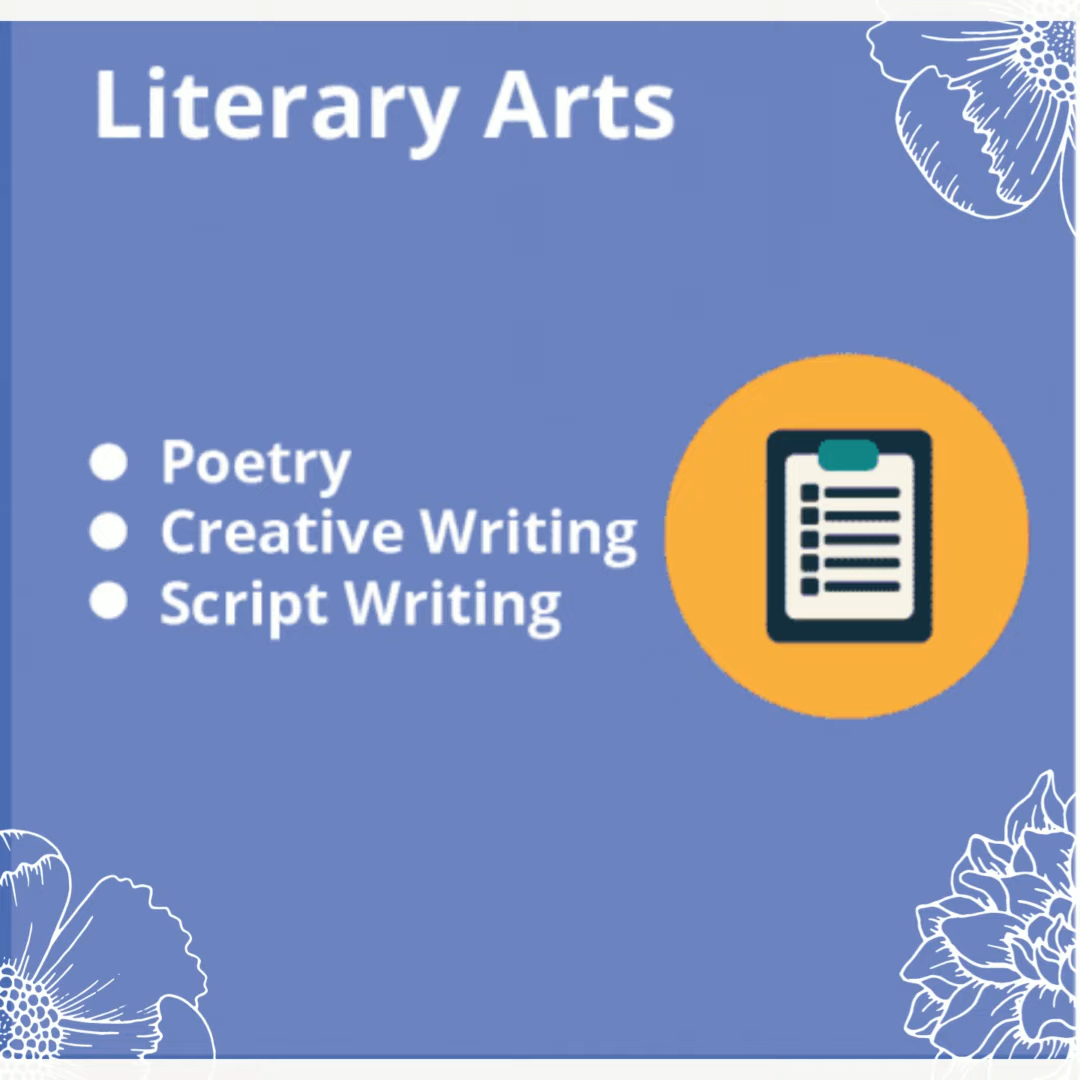 Literary Arts
● Poetry
● Creative Writing
● Script Writing